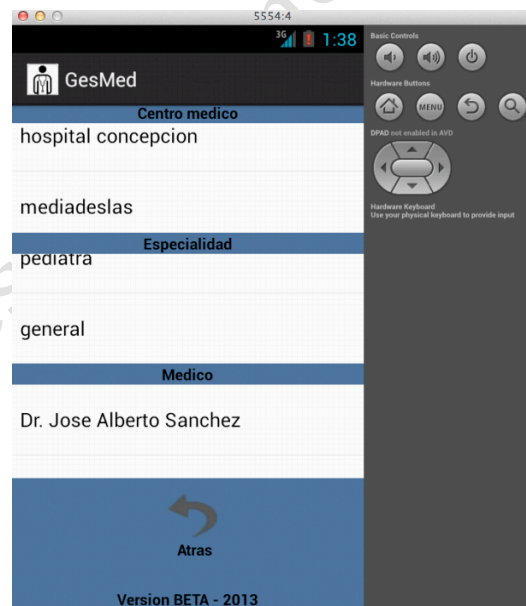 5554:4
3G 1:38
Basic Controls
GesMed
Hardware Buttons
MENU
Centro medico
hospital concepcion
DPAD not enabled in AVD
mediadeslas
Hardware Keyboard
Use your physical keyboard to provide input
Especialidad
pediatra
general
Medico
Dr. Jose Alberto Sanchez
Atras
Version BETA - 2013